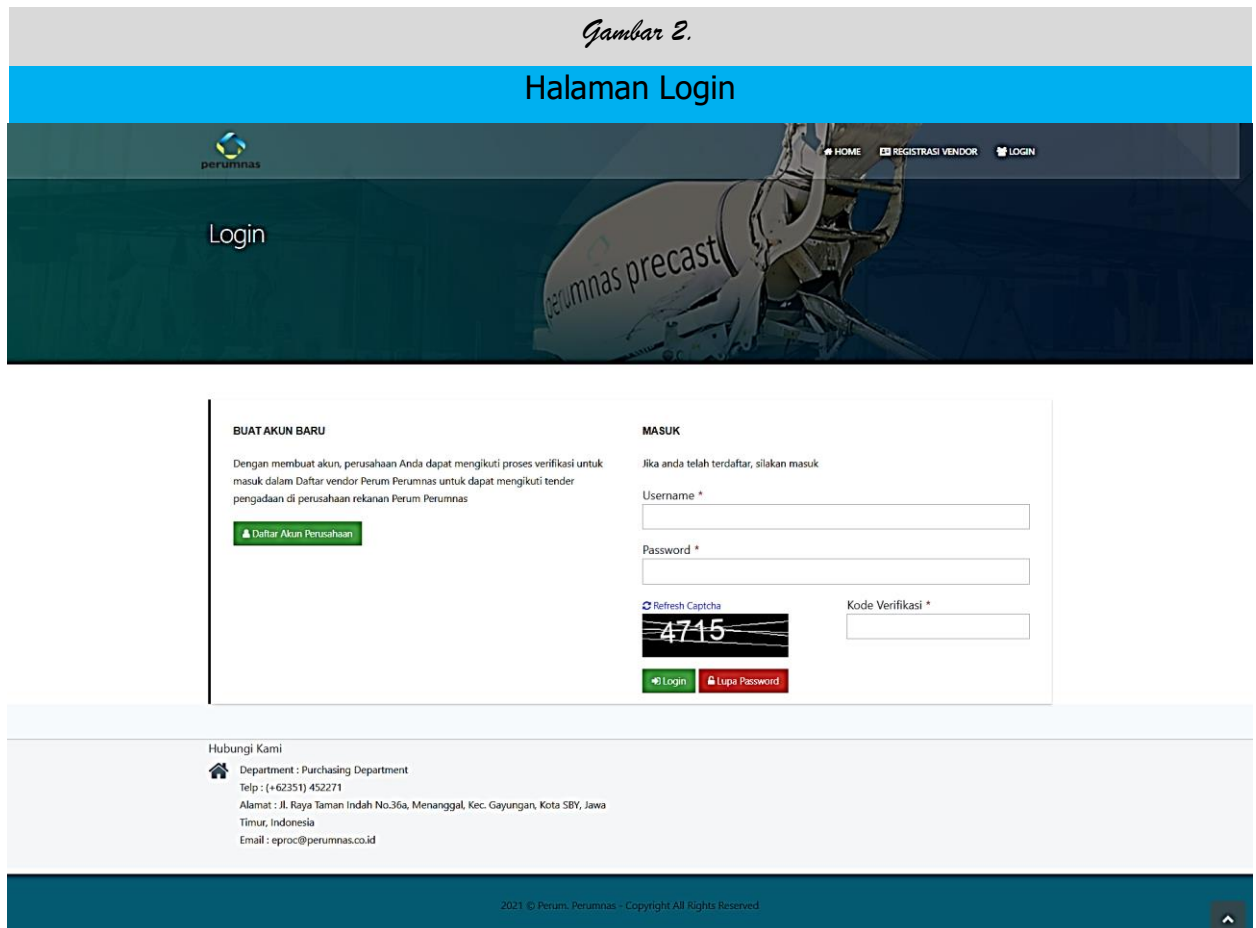 Gambar 2.
Halaman Login
perumnas
HOME REGISTRASI VENDOR LOGIN
Login
perumnas precast
BUAT AKUN BARU
Dengan membuat akun, perusahaan Anda dapat mengikuti proses verifikasi untuk
masuk dalam Daftar vendor Perum Perumnas untuk dapat mengikuti tender
pengadaan di perusahaan rekanan Perum Perumnas
Daftar Akun Perusahaan
MASUK
Jika anda telah terdaftar, silakan masuk
Username *
Password *
Refresh Captcha
4715
Kode Verifikasi *
Login Lupa Password
Hubungi Kami
Department : Purchasing Department
Telp : (+62351) 452271
Alamat : Jl. Raya Taman Indah No.36a, Menanggal, Kec. Gayungan, Kota SBY, Jawa
Timur, Indonesia
Email : eproc@perumnas.co.id
2021 © Perum. Perumnas - Copyright All Rights Reserved